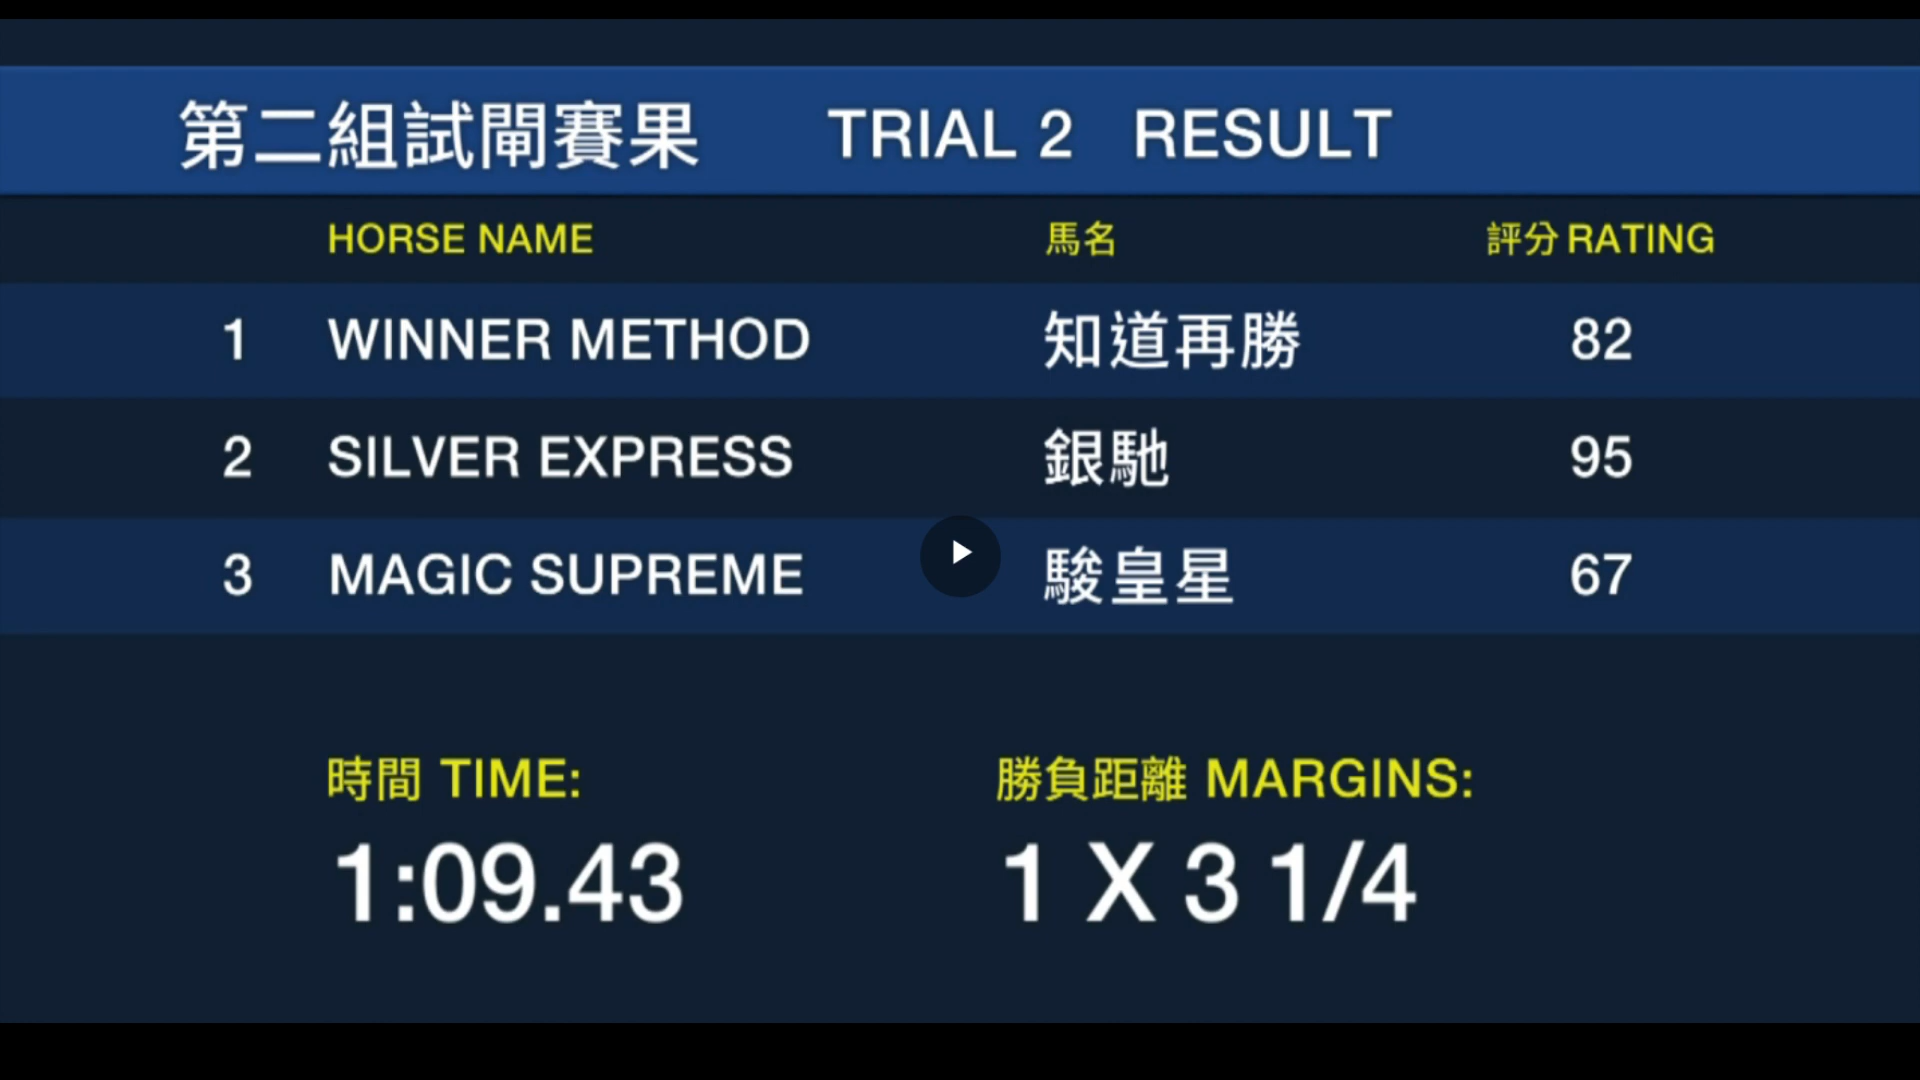 第二組試閘賽果 TRIAL 2 RESULT
HORSE NAME 馬名 評分 RATING
1 WINNER METHOD 知道再勝 82
2 SILVER EXPRESS 銀馳 95
3 MAGIC SUPREME 駿皇星 67
時間 TIME: 勝負距離 MARGINS:
1:09.43 1 X 3 1/4